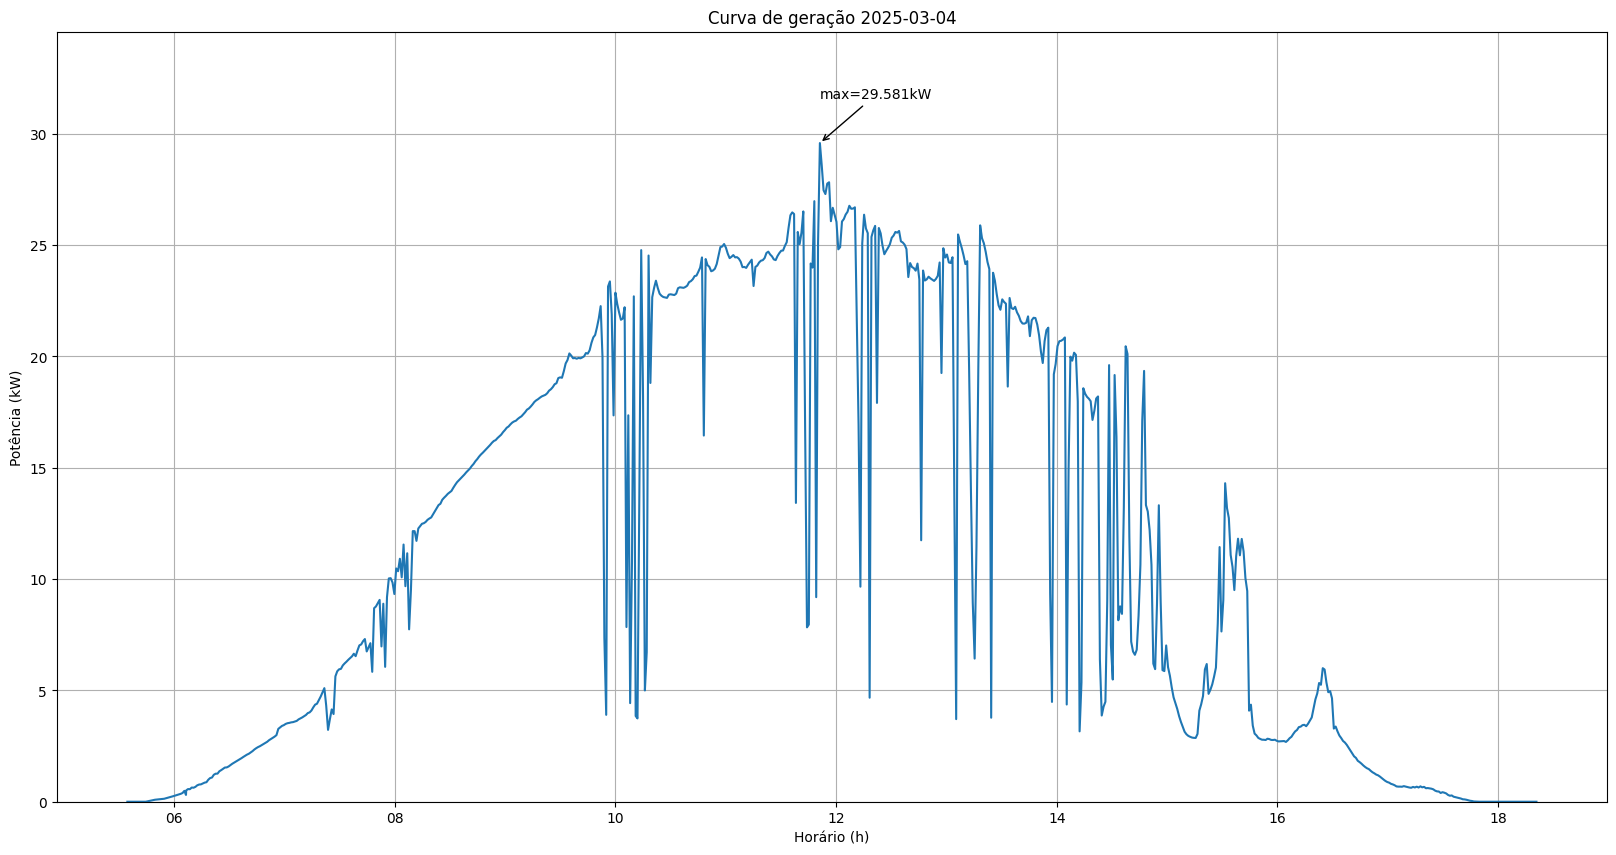 Curva de geração 2025-03-04
max=29.581kW
Potência (kW)
30
25
20
15
10
5
0
06 08 10 12 14 16 18
Horário (h)